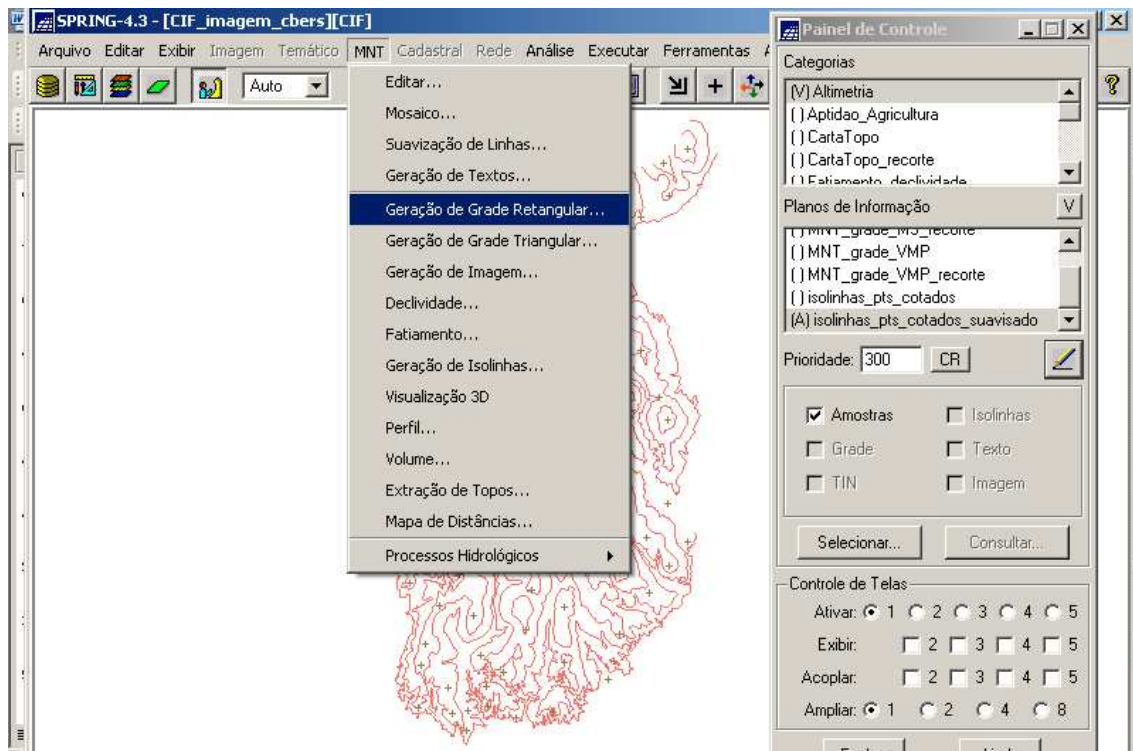 SPRING-4.3 - [CIF_imagem_cbers][CIF]
Arquivo Editar Exibir Imagem Temático MNT Cadastral Rede Análise Executar Ferramentas
Auto
Editar...
Mosaico...
Suavização de Linhas...
Geração de Textos...
Geração de Grade Retangular...
Geração de Grade Triangular...
Geração de Imagem...
Declividade...
Fatiamento...
Geração de Isolinhas...
Visualização 3D
Perfil...
Volume...
Extração de Topos...
Mapa de Distâncias...
Processos Hidrológicos
Painel de Controle
Categorias
(V) Altimetria
( ) Aptidao_Agricultura
( ) CartaTopo
( ) CartaTopo_recorte
( ) Fatiamento_declividade
Planos de Informação V
( ) MNT_grade_MS_recorte
( ) MNT_grade_VMP
( ) MNT_grade_VMP_recorte
( ) isolinhas_pts_cotados
(A) isolinhas_pts_cotados_suavisado
Prioridade: 300 CR
Amostras Isolinhas
Grade Texto
TIN Imagem
Selecionar... Consultar...
Controle de Telas
Ativar: 1 2 3 4 5
Exibir: 2 3 4 5
Acoplar: 2 3 4 5
Ampliar: 1 2 4 8